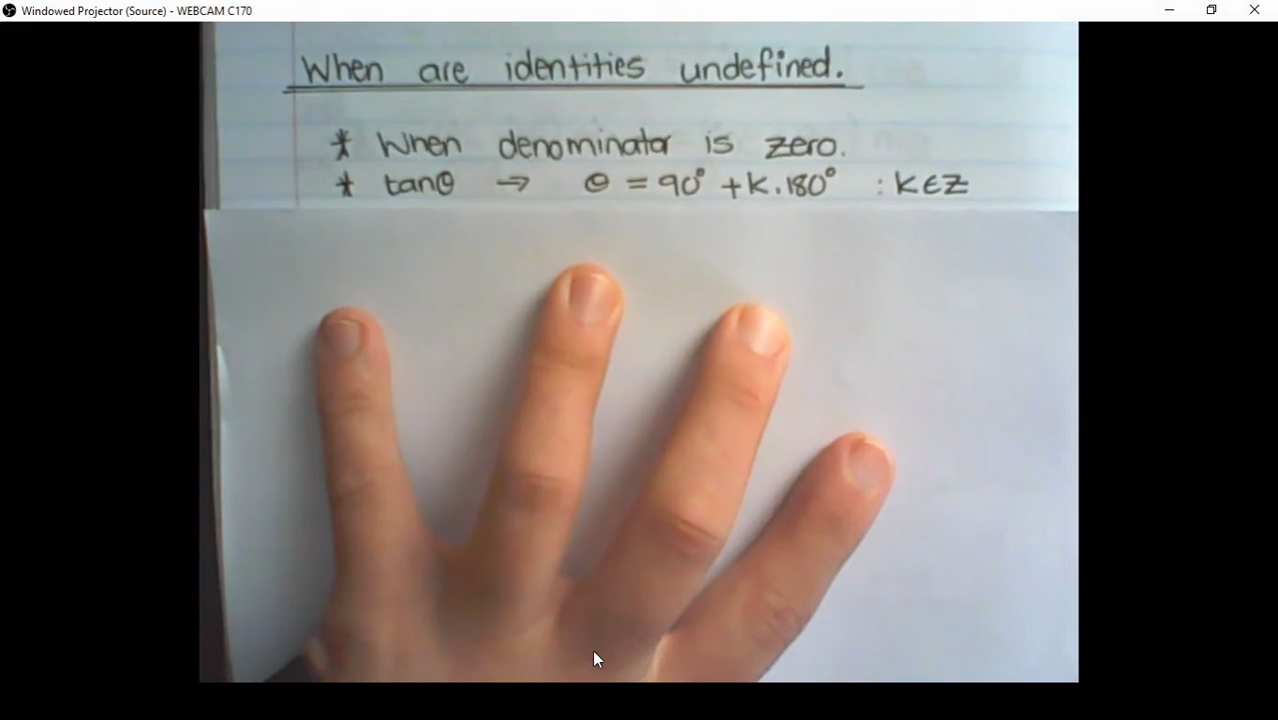 Windowed Projector (Source) - WEBCAM C170
When are identities undefined.
* When denominator is zero.
* tanθ → θ = 90° + k.180° : k∈Z